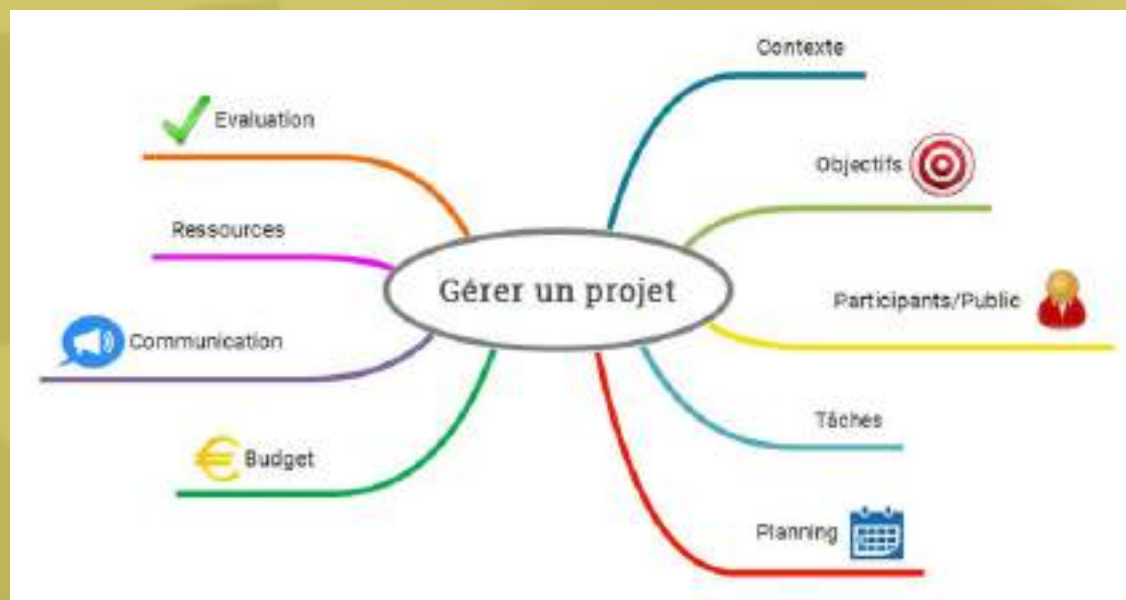 Contexte
Evaluation
Objectifs
Ressources
Gérer un projet
Participants/Public
Communication
Tâches
Budget
Planning